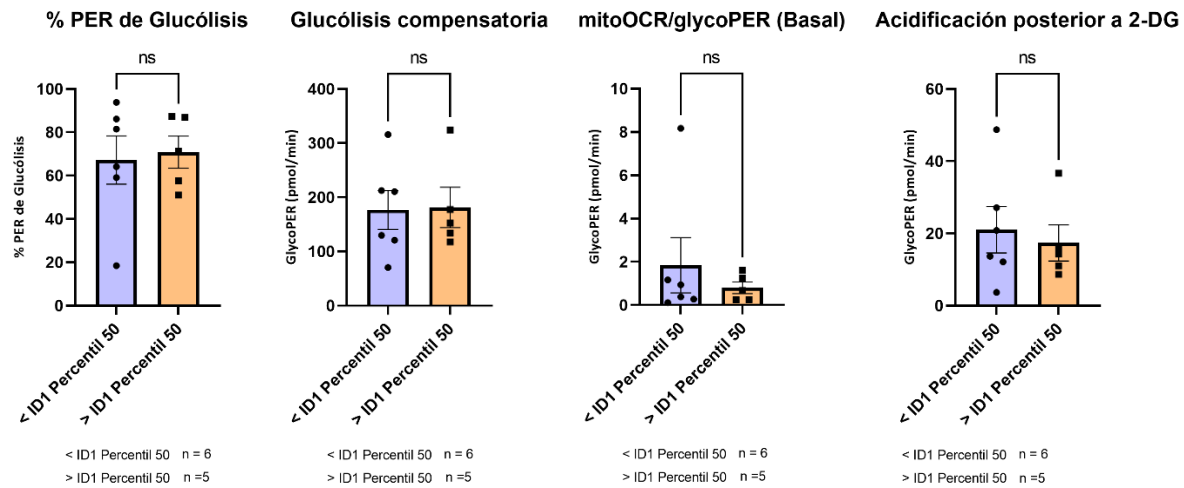 % PER de Glucólisis
ns
% PER de Glucólisis
100
80
60
40
20
0
< ID1 Percentil 50
> ID1 Percentil 50
< ID1 Percentil 50 n = 6
> ID1 Percentil 50 n =5
Glucólisis compensatoria
ns
GlycoPER (pmol/min)
400
300
200
100
0
< ID1 Percentil 50
> ID1 Percentil 50
< ID1 Percentil 50 n = 6
> ID1 Percentil 50 n =5
mitoOCR/glycoPER (Basal)
ns
GlycoPER (pmol/min)
10
8
6
4
2
0
< ID1 Percentil 50
> ID1 Percentil 50
< ID1 Percentil 50 n = 6
> ID1 Percentil 50 n =5
Acidificación posterior a 2-DG
ns
GlycoPER (pmol/min)
60
40
20
0
< ID1 Percentil 50
> ID1 Percentil 50
< ID1 Percentil 50 n = 6
> ID1 Percentil 50 n =5